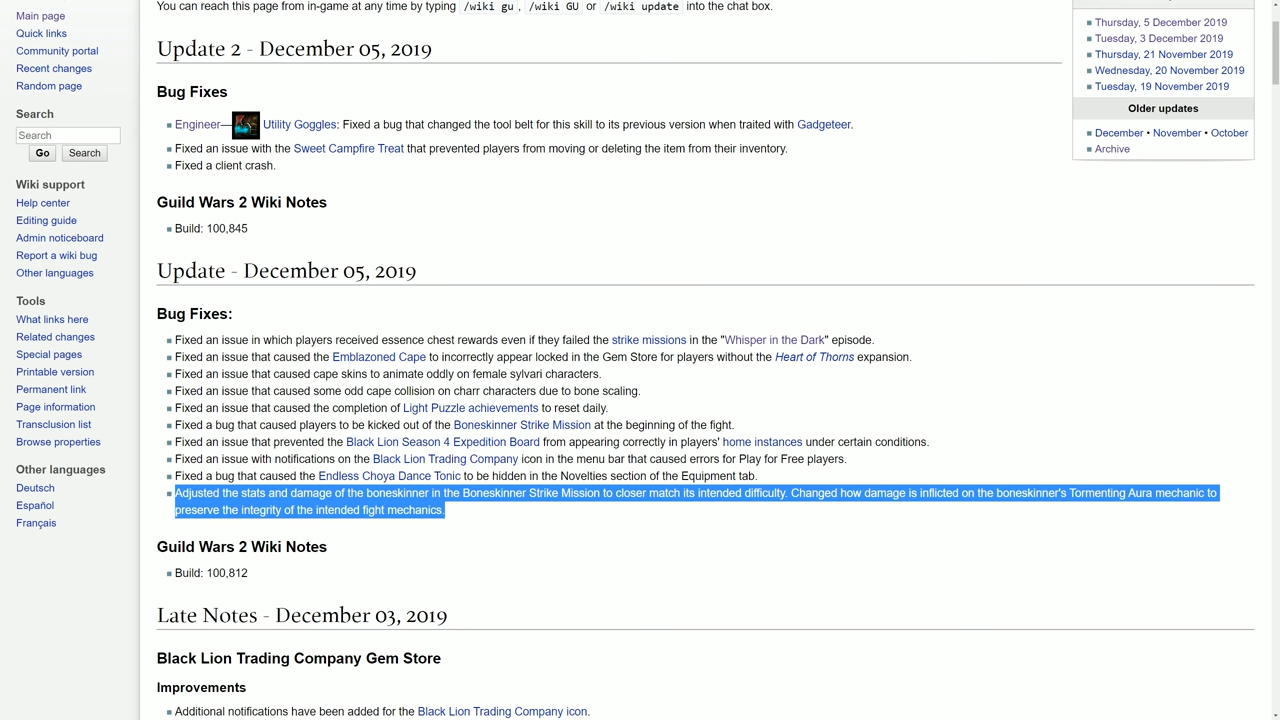 You can reach this page from in-game at any time by typing /wiki gu , /wiki GU or /wiki update into the chat box.
Main page
Quick links
Community portal
Recent changes
Random page
Search
Search
Go Search
Wiki support
Help center
Editing guide
Admin noticeboard
Report a wiki bug
Other languages
Tools
What links here
Related changes
Special pages
Printable version
Permanent link
Page information
Transclusion list
Browse properties
Other languages
Deutsch
Español
Français
Update 2 - December 05, 2019
Bug Fixes
Engineer— Utility Goggles: Fixed a bug that changed the tool belt for this skill to its previous version when traited with Gadgeteer.
Fixed an issue with the Sweet Campfire Treat that prevented players from moving or deleting the item from their inventory.
Fixed a client crash.
Guild Wars 2 Wiki Notes
Build: 100,845
Update - December 05, 2019
Bug Fixes:
Fixed an issue in which players received essence chest rewards even if they failed the strike missions in the "Whisper in the Dark" episode.
Fixed an issue that caused the Emblazoned Cape to incorrectly appear locked in the Gem Store for players without the Heart of Thorns expansion.
Fixed an issue that caused cape skins to animate oddly on female sylvari characters.
Fixed an issue that caused some odd cape collision on charr characters due to bone scaling.
Fixed an issue that caused the completion of Light Puzzle achievements to reset daily.
Fixed a bug that caused players to be kicked out of the Boneskinner Strike Mission at the beginning of the fight.
Fixed an issue that prevented the Black Lion Season 4 Expedition Board from appearing correctly in players' home instances under certain conditions.
Fixed an issue with notifications on the Black Lion Trading Company icon in the menu bar that caused errors for Play for Free players.
Fixed a bug that caused the Endless Choya Dance Tonic to be hidden in the Novelties section of the Equipment tab.
Adjusted the stats and damage of the boneskinner in the Boneskinner Strike Mission to closer match its intended difficulty. Changed how damage is inflicted on the boneskinner's Tormenting Aura mechanic to
preserve the integrity of the intended fight mechanics.
Guild Wars 2 Wiki Notes
Build: 100,812
Late Notes - December 03, 2019
Black Lion Trading Company Gem Store
Improvements
Additional notifications have been added for the Black Lion Trading Company icon.
Thursday, 5 December 2019
Tuesday, 3 December 2019
Thursday, 21 November 2019
Wednesday, 20 November 2019
Tuesday, 19 November 2019
Older updates
December • November • October
Archive